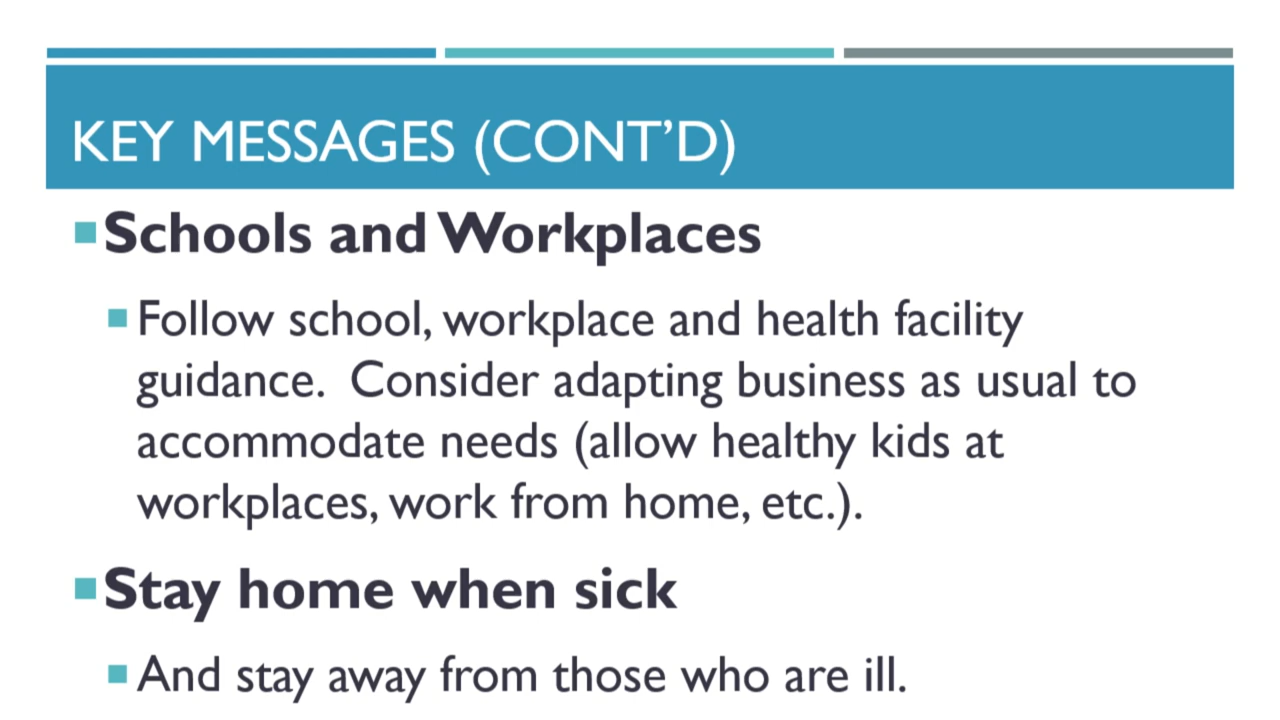 KEY MESSAGES (CONT'D)
Schools and Workplaces
Follow school, workplace and health facility
guidance.  Consider adapting business as usual to
accommodate needs (allow healthy kids at
workplaces, work from home, etc.).
Stay home when sick
And stay away from those who are ill.